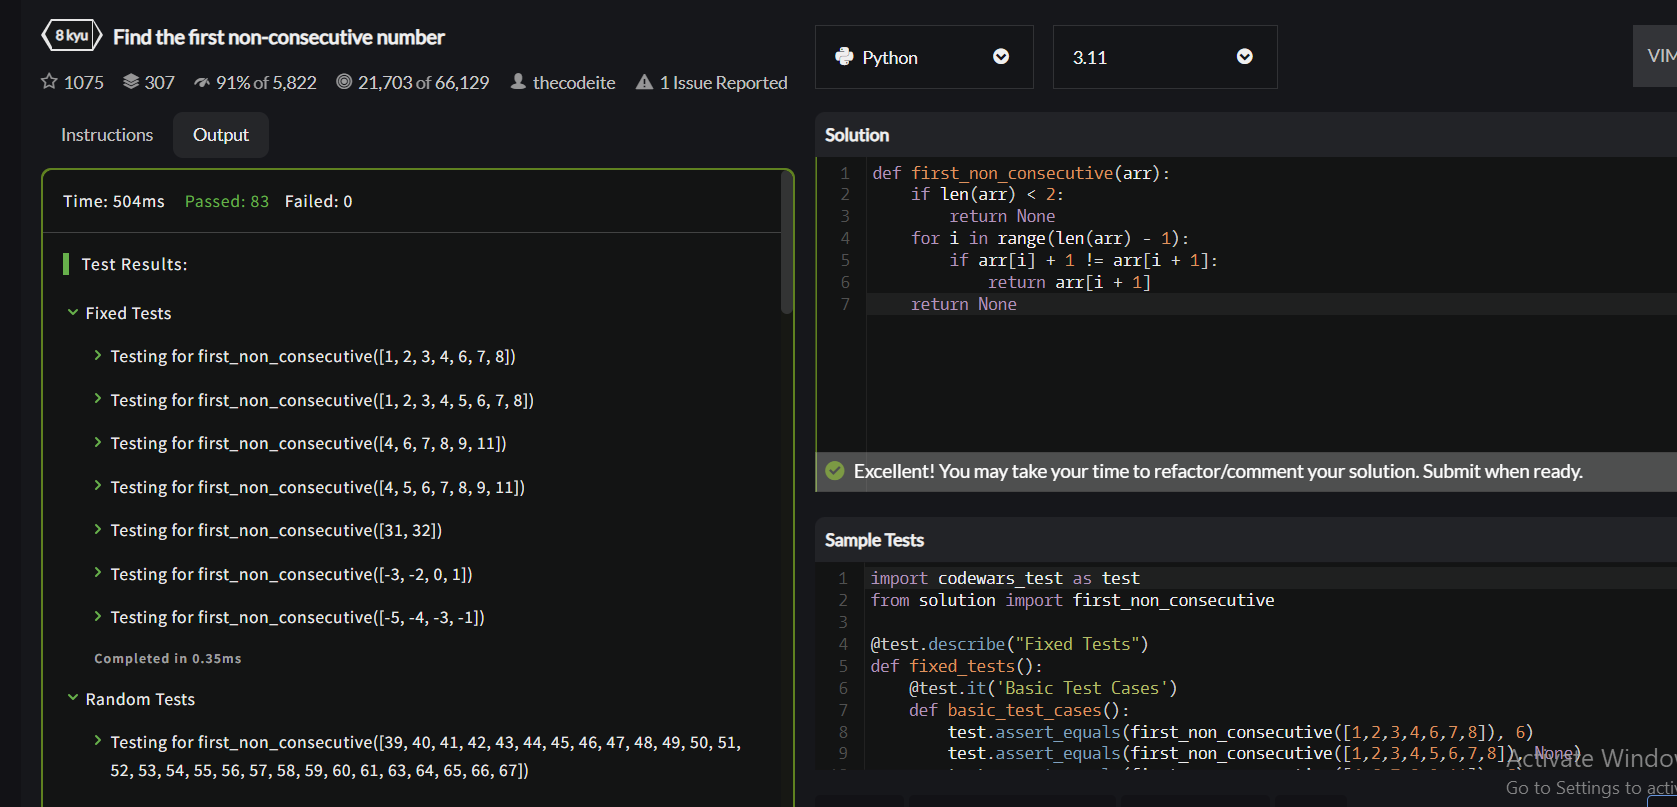 8 kyu
Find the first non-consecutive number
1075 307 91% of 5,822 21,703 of 66,129 thecodeite 1 Issue Reported
Instructions Output
Time: 504ms Passed: 83 Failed: 0
Test Results:
Fixed Tests
Testing for first_non_consecutive([1, 2, 3, 4, 6, 7, 8])
Testing for first_non_consecutive([1, 2, 3, 4, 5, 6, 7, 8])
Testing for first_non_consecutive([4, 6, 7, 8, 9, 11])
Testing for first_non_consecutive([4, 5, 6, 7, 8, 9, 11])
Testing for first_non_consecutive([31, 32])
Testing for first_non_consecutive([-3, -2, 0, 1])
Testing for first_non_consecutive([-5, -4, -3, -1])
Completed in 0.35ms
Random Tests
Testing for first_non_consecutive([39, 40, 41, 42, 43, 44, 45, 46, 47, 48, 49, 50, 51,
52, 53, 54, 55, 56, 57, 58, 59, 60, 61, 63, 64, 65, 66, 67])
Python
3.11
VIM
Solution
1 def first_non_consecutive(arr):
2 if len(arr) < 2:
3 return None
4 for i in range(len(arr) - 1):
5 if arr[i] + 1 != arr[i + 1]:
6 return arr[i + 1]
7 return None
Excellent! You may take your time to refactor/comment your solution. Submit when ready.
Sample Tests
1 import codewars_test as test
2 from solution import first_non_consecutive
3
4 @test.describe("Fixed Tests")
5 def fixed_tests():
6 @test.it('Basic Test Cases')
7 def basic_test_cases():
8 test.assert_equals(first_non_consecutive([1,2,3,4,6,7,8]), 6)
9 test.assert_equals(first_non_consecutive([1,2,3,4,5,6,7,8]), None)
Activate Window
Go to Settings to acti